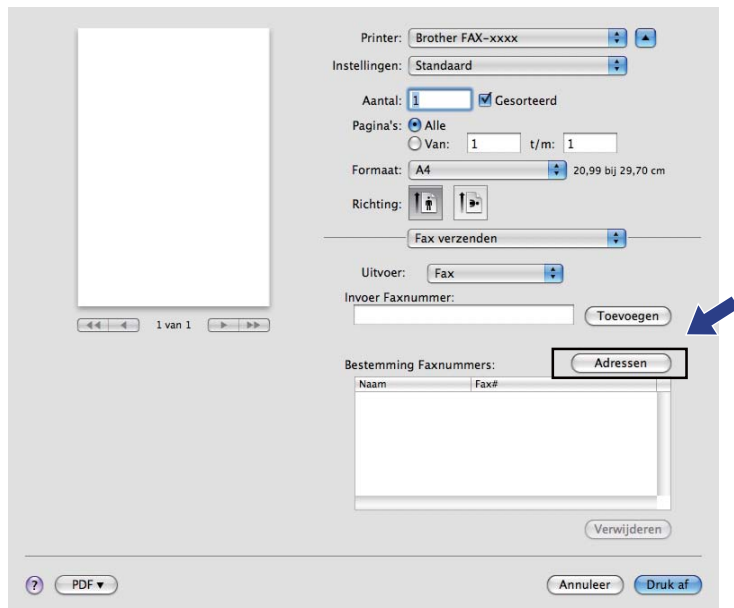 Printer: Brother FAX-xxxx
Instellingen: Standaard
Aantal: 1 Gesorteerd
Pagina's: Alle
Van: 1 t/m: 1
Formaat: A4 20,99 bij 29,70 cm
Richting:
Fax verzenden
Uitvoer: Fax
Invoer Faxnummer:
Toevoegen
1 van 1
Bestemming Faxnummers: Adressen
Naam Fax#
Verwijderen
? PDF Annuleer Druk af